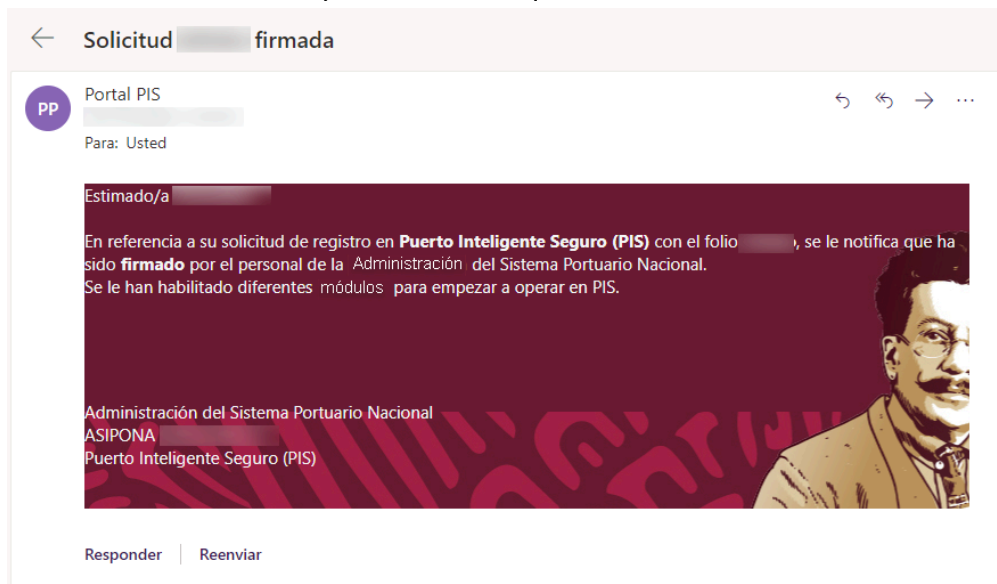 Solicitud firmada
PP
Portal PIS
Para: Usted
Estimado/a
En referencia a su solicitud de registro en Puerto Inteligente Seguro (PIS) con el folio , se le notifica que ha
sido firmado por el personal de la Administración del Sistema Portuario Nacional.
Se le han habilitado diferentes módulos para empezar a operar en PIS.
Administración del Sistema Portuario Nacional
ASIPONA
Puerto Inteligente Seguro (PIS)
Responder
Reenviar